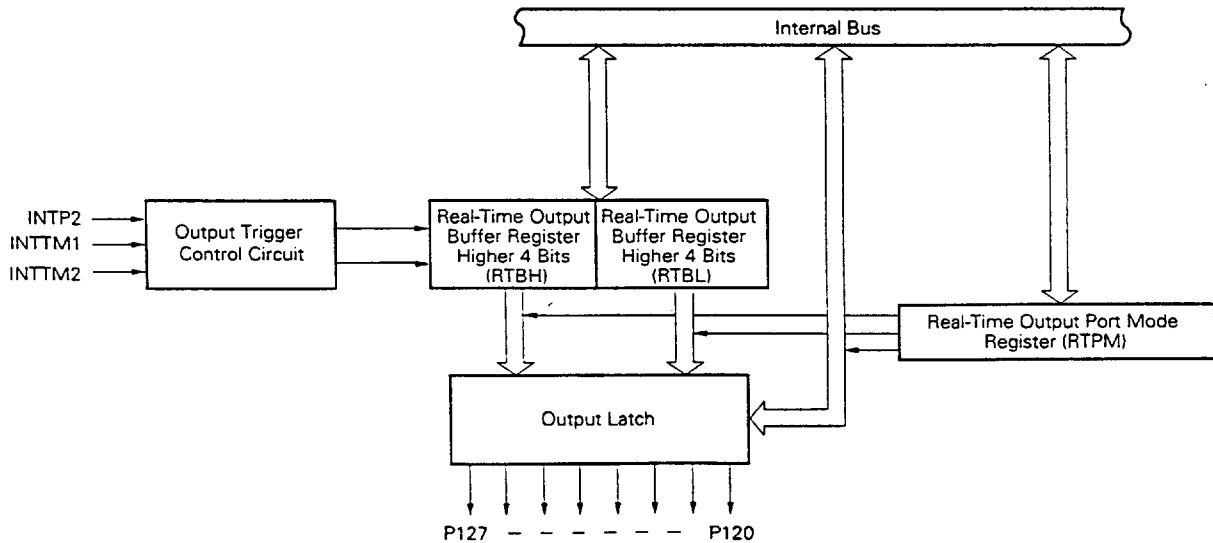 Internal Bus
INTP2
INTTM1
INTTM2
Output Trigger
Control Circuit
Real-Time Output
Buffer Register
Higher 4 Bits
(RTBH)
Real-Time Output
Buffer Register
Higher 4 Bits
(RTBL)
Real-Time Output Port Mode
Register (RTPM)
Output Latch
P127 – – – – – – P120